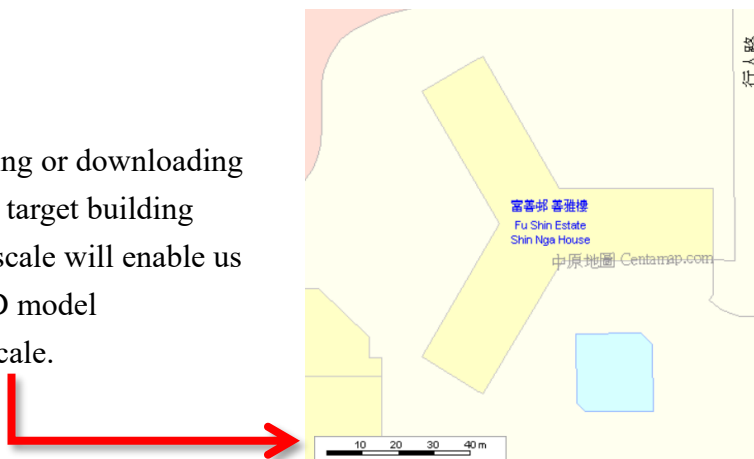 ing or downloading
target building
scale will enable us
D model
cale.
行人路
富善邨 善雅樓
Fu Shin Estate
Shin Nga House
中原地圖 Centamap.com
10 20 30 40 m